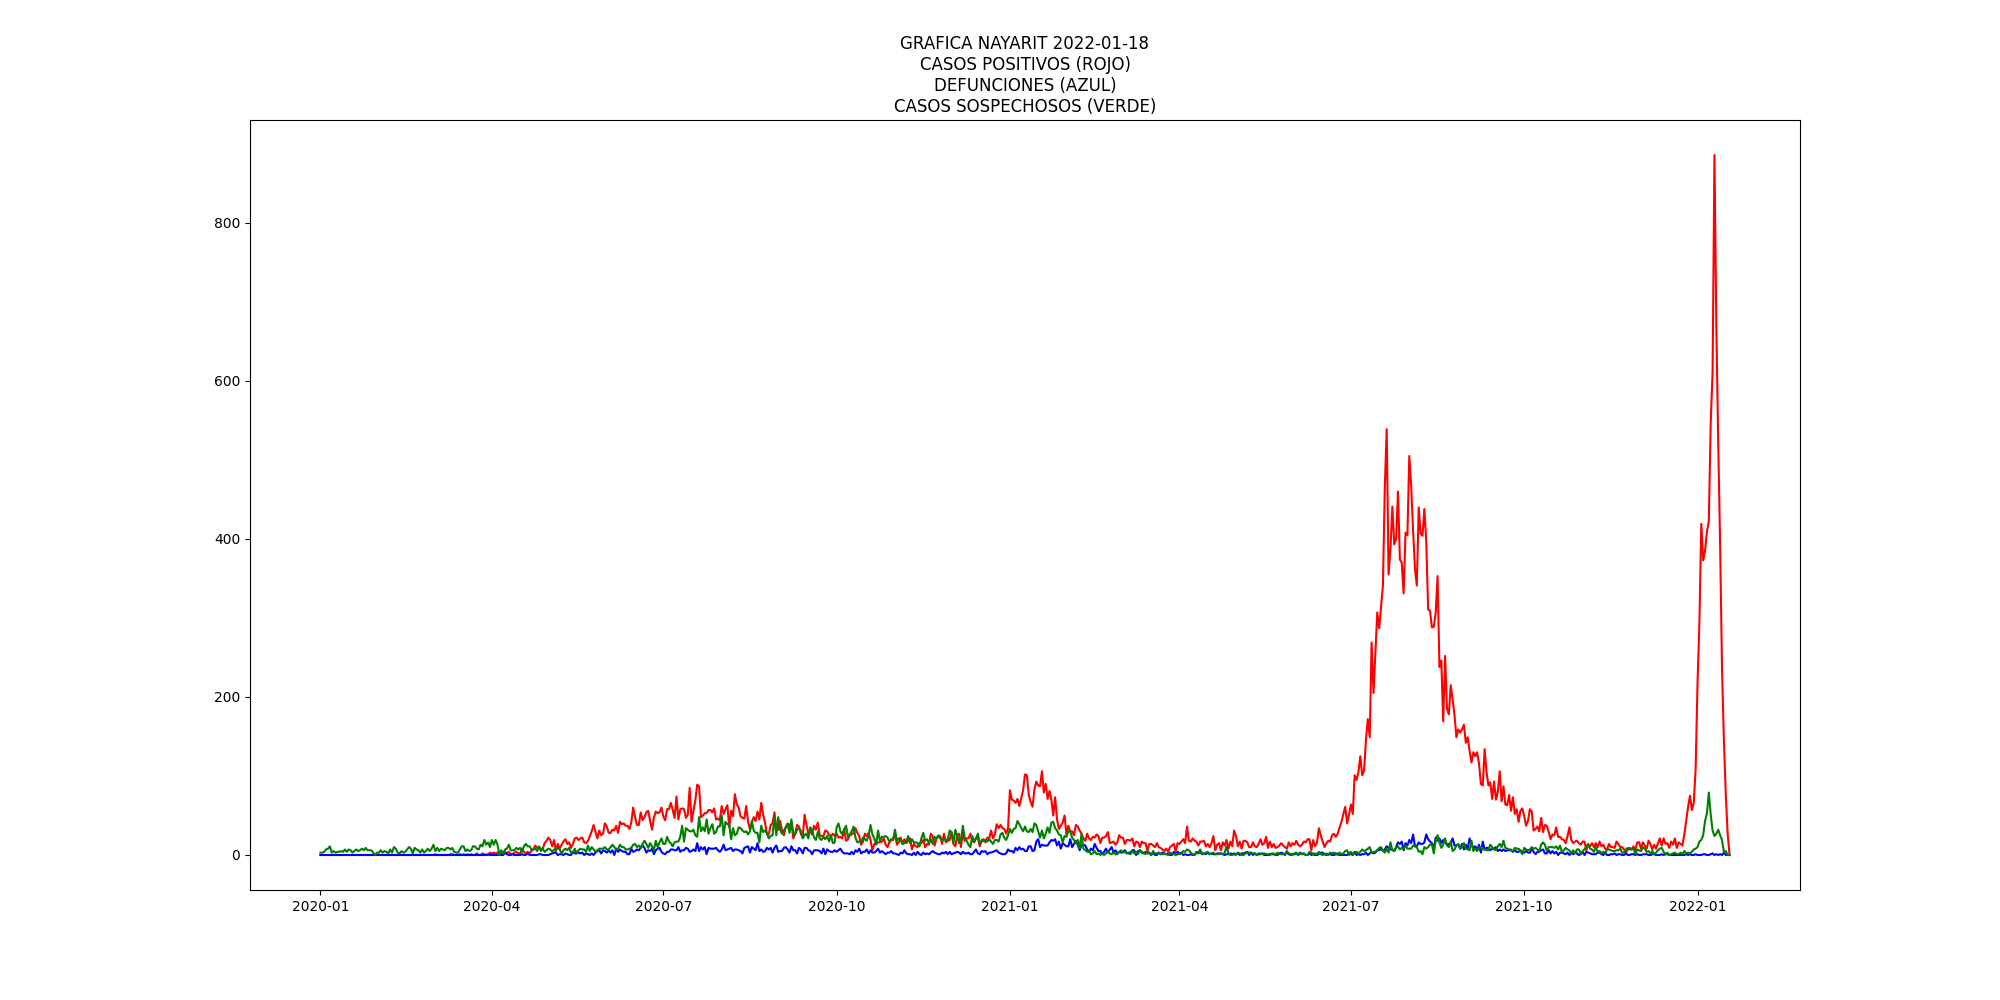 GRAFICA NAYARIT 2022-01-18
CASOS POSITIVOS (ROJO)
DEFUNCIONES (AZUL)
CASOS SOSPECHOSOS (VERDE)
800
600
400
200
0
2020-01 2020-04 2020-07 2020-10 2021-01 2021-04 2021-07 2021-10 2022-01